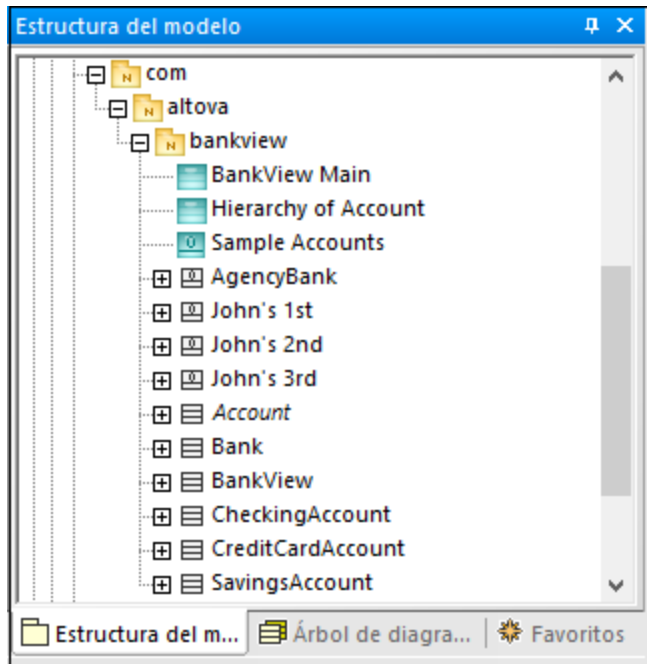 Estructura del modelo
com
altova
bankview
BankView Main
Hierarchy of Account
Sample Accounts
AgencyBank
John's 1st
John's 2nd
John's 3rd
Account
Bank
BankView
CheckingAccount
CreditCardAccount
SavingsAccount
Estructura del m... Árbol de diagra... Favoritos